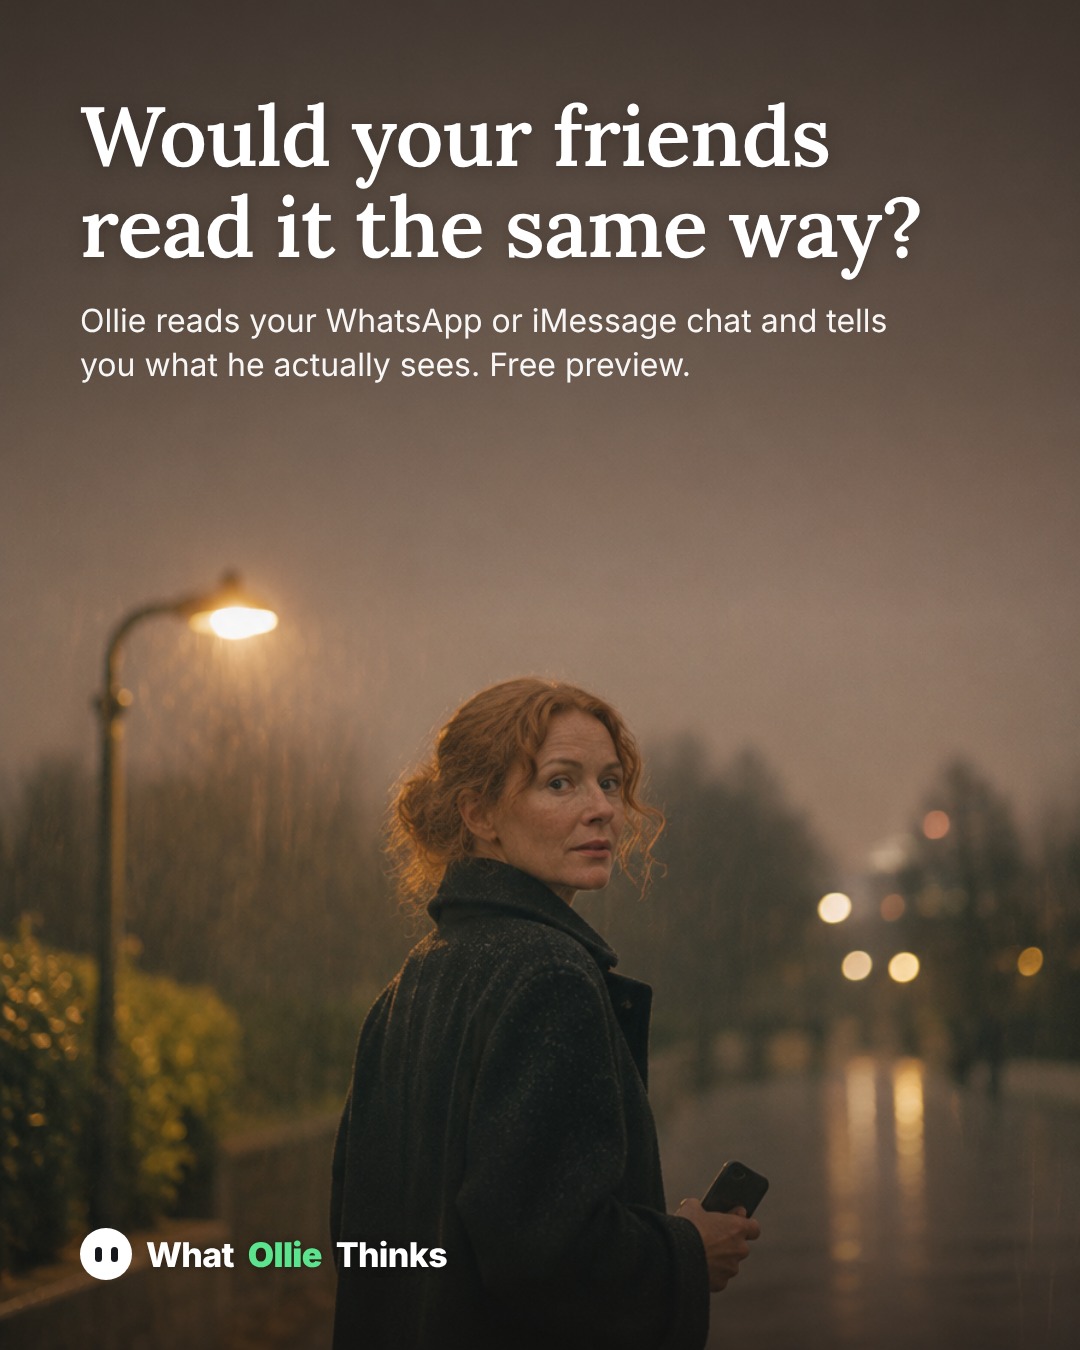 Would your friends
read it the same way?
Ollie reads your WhatsApp or iMessage chat and tells
you what he actually sees. Free preview.
What Ollie Thinks